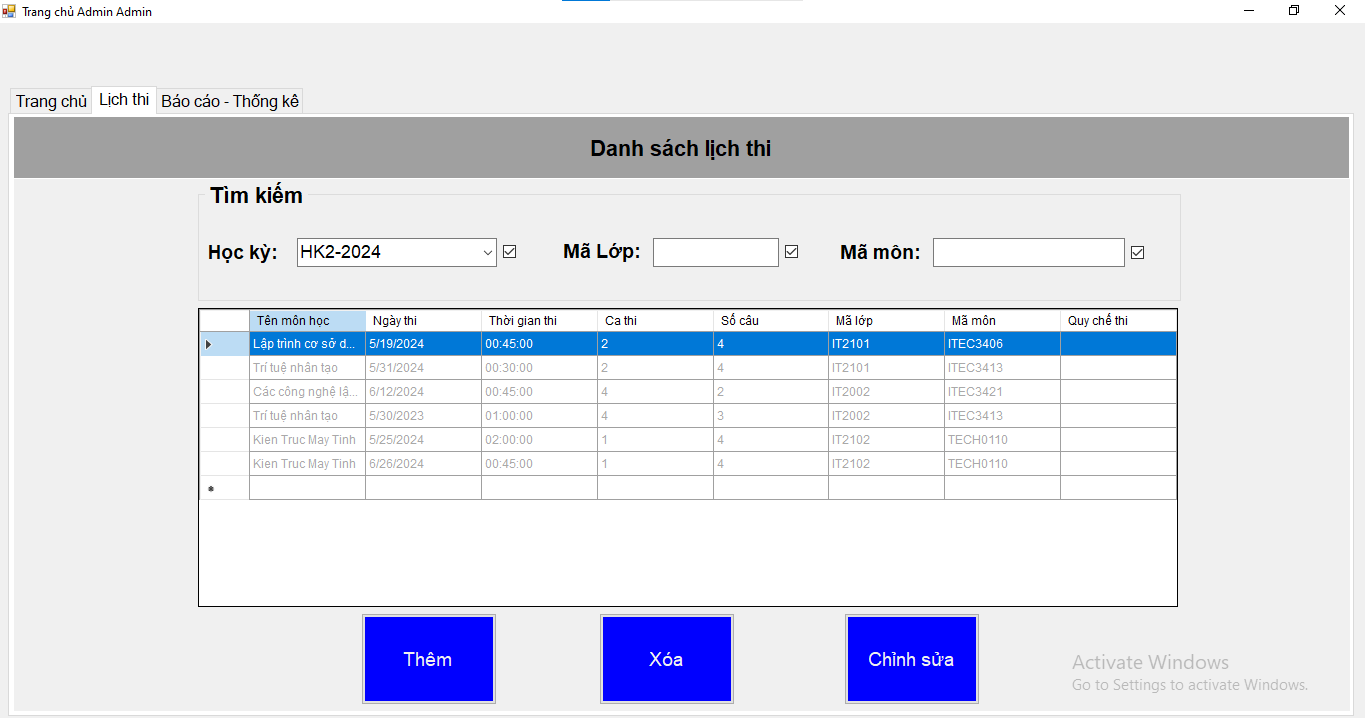 Trang chủ Admin Admin
Trang chủ Lịch thi Báo cáo - Thống kê
Danh sách lịch thi
Tìm kiếm
Học kỳ: HK2-2024 Mã Lớp: Mã môn:
Tên môn học Ngày thi Thời gian thi Ca thi Số câu Mã lớp Mã môn Quy chế thi
Lập trình cơ sở d... 5/19/2024 00:45:00 2 4 IT2101 ITEC3406
Trí tuệ nhân tạo 5/31/2024 00:30:00 2 4 IT2101 ITEC3413
Các công nghệ lậ... 6/12/2024 00:45:00 4 2 IT2002 ITEC3421
Trí tuệ nhân tạo 5/30/2023 01:00:00 4 3 IT2002 ITEC3413
Kien Truc May Tinh 5/25/2024 02:00:00 1 4 IT2102 TECH0110
Kien Truc May Tinh 6/26/2024 00:45:00 1 4 IT2102 TECH0110
Thêm Xóa Chỉnh sửa
Activate Windows
Go to Settings to activate Windows.